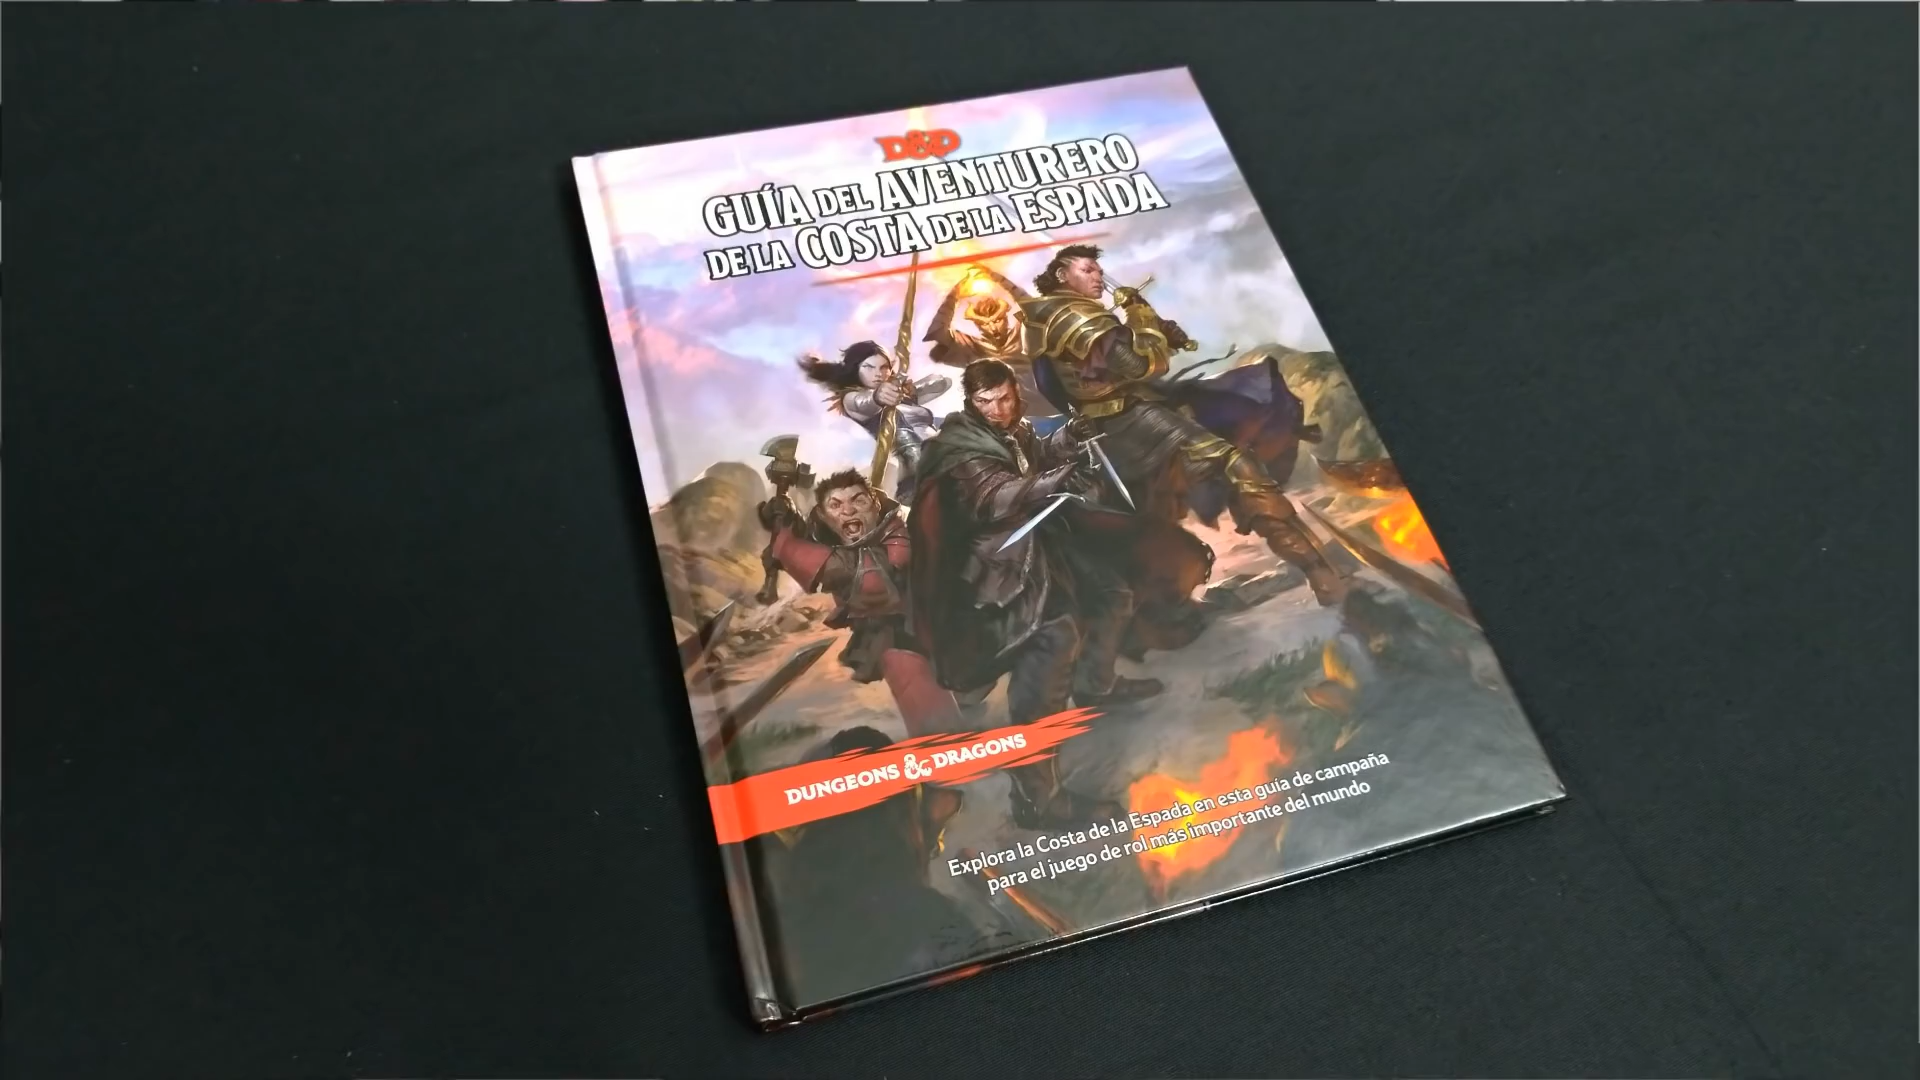 D&D
GUÍA DEL AVENTURERO
DE LA COSTA DE LA ESPADA
DUNGEONS & DRAGONS
Explora la Costa de la Espada en esta guía de campaña
para el juego de rol más importante del mundo